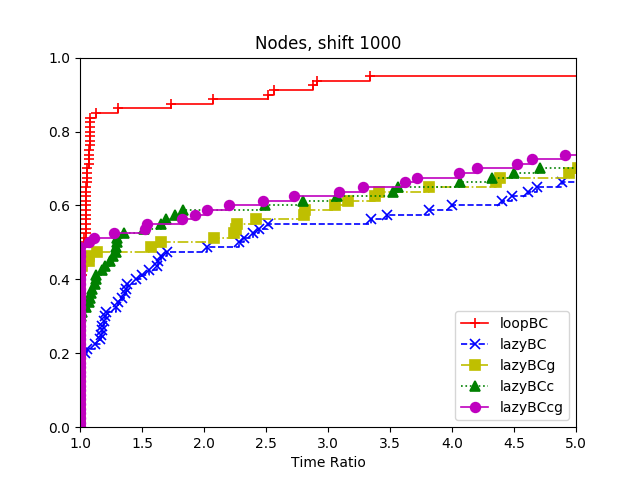 Nodes, shift 1000
1.0
0.8
0.6
0.4
0.2
0.0
loopBC
lazyBC
lazyBCg
lazyBCc
lazyBCcg
1.0 1.5 2.0 2.5 3.0 3.5 4.0 4.5 5.0
Time Ratio